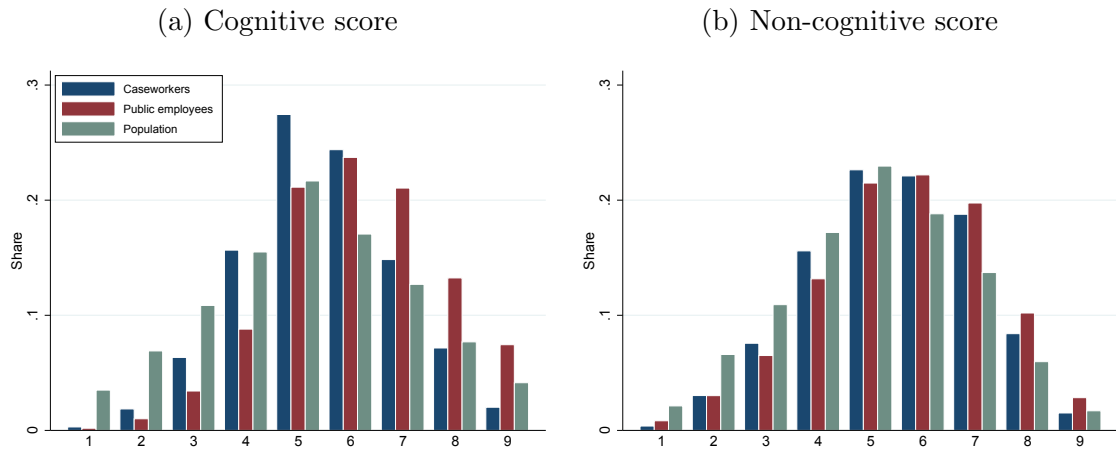 (a) Cognitive score
.3
.2
.1
0
Share
Caseworkers
Public employees
Population
1 2 3 4 5 6 7 8 9
(b) Non-cognitive score
.3
.2
.1
0
Share
1 2 3 4 5 6 7 8 9